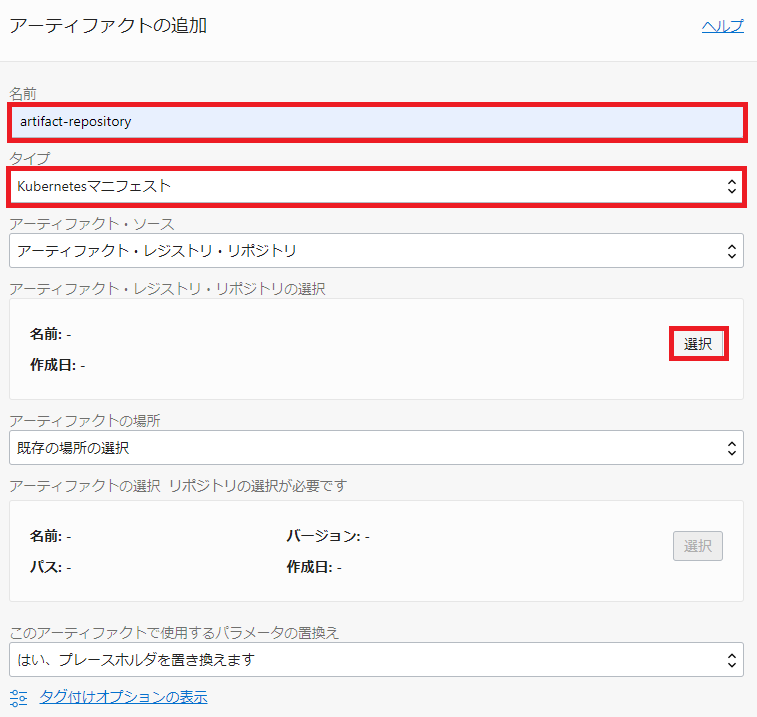 アーティファクトの追加
ヘルプ
名前
artifact-repository
タイプ
Kubernetesマニフェスト
アーティファクト・ソース
アーティファクト・レジストリ・リポジトリ
アーティファクト・レジストリ・リポジトリの選択
名前: -
選択
作成日: -
アーティファクトの場所
既存の場所の選択
アーティファクトの選択 リポジトリの選択が必要です
名前: - バージョン: -
選択
パス: - 作成日: -
このアーティファクトで使用するパラメータの置換え
はい、プレースホルダを置き換えます
タグ付けオプションの表示